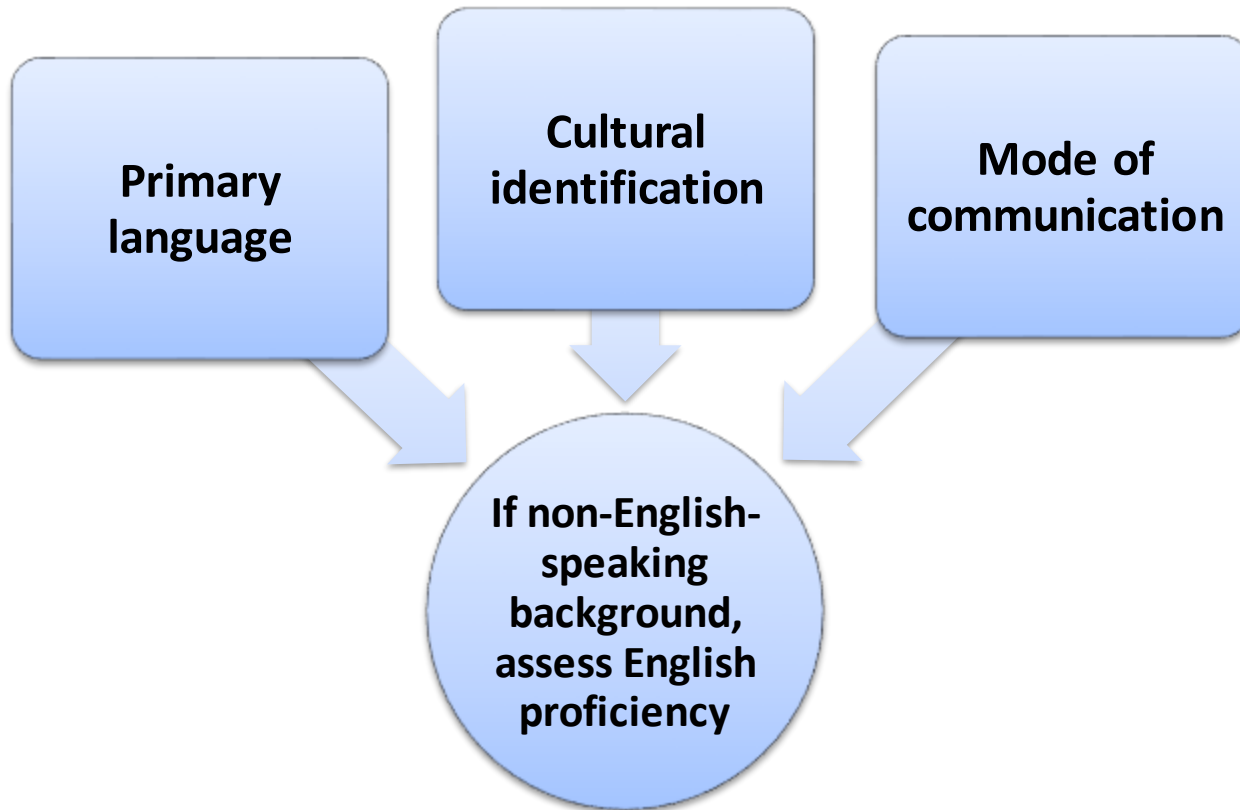 Primary
language
Cultural
identification
Mode of
communication
If non-English-
speaking
background,
assess English
proficiency